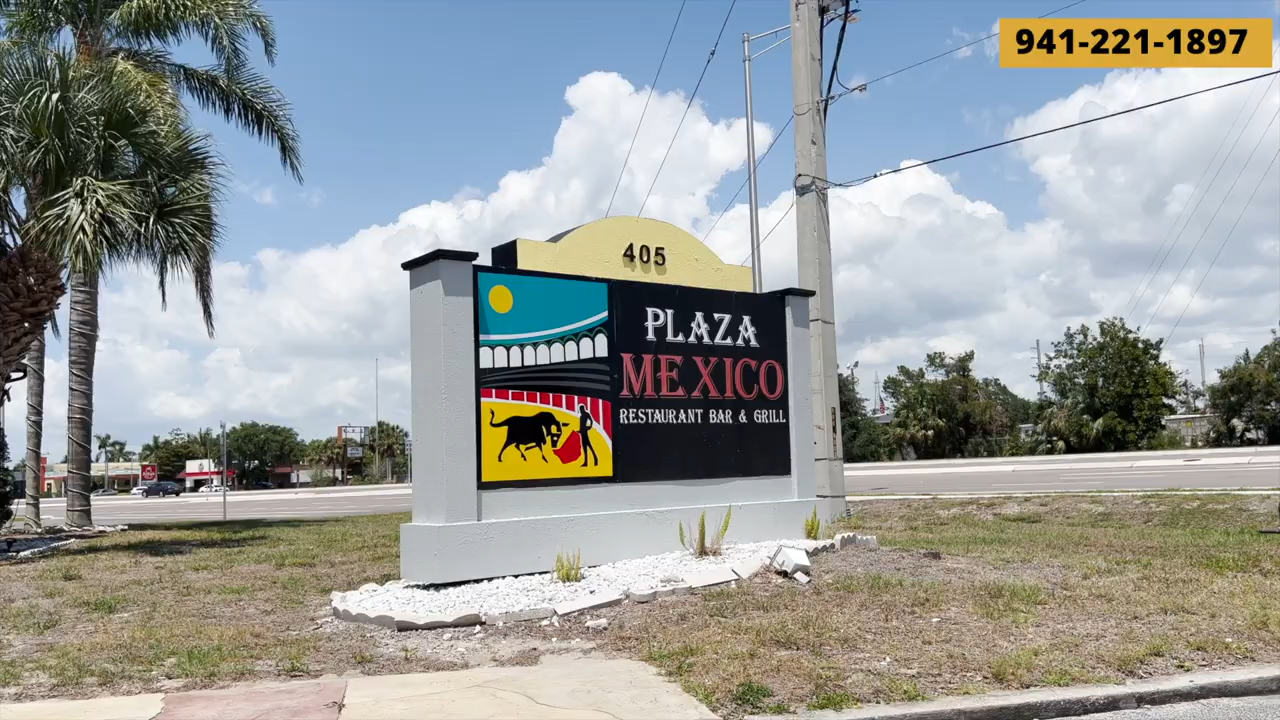 941-221-1897
405
PLAZA
MEXICO
RESTAURANT BAR & GRILL